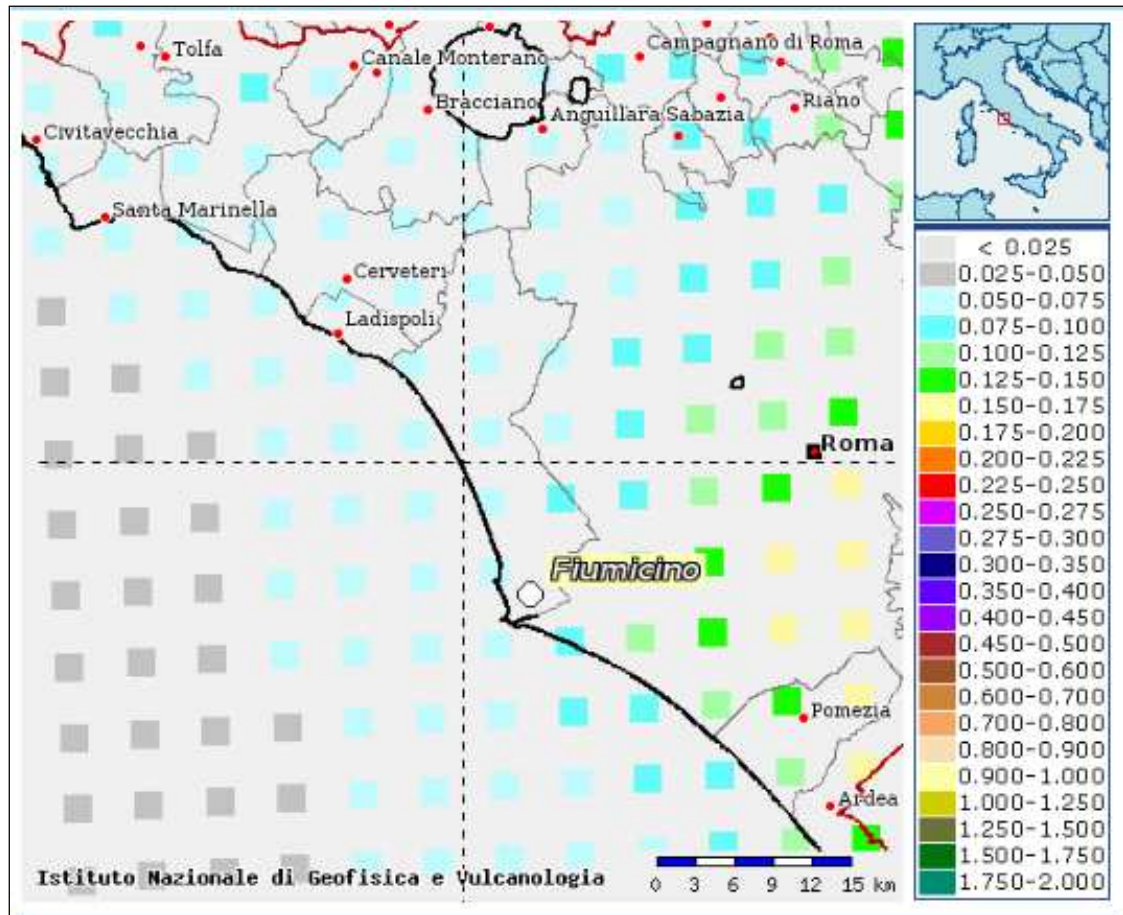 Tolfa
Canale Monterano
Campagnano di Roma
Bracciano
Anguillara Sabazia
Riano
Civitavecchia
Santa Marinella
Cerveteri
Ladispoli
Roma
Fiumicino
Pomezia
Ardea
Istituto Nazionale di Geofisica e Vulcanologia
0 3 6 9 12 15 km
< 0.025
0.025-0.050
0.050-0.075
0.075-0.100
0.100-0.125
0.125-0.150
0.150-0.175
0.175-0.200
0.200-0.225
0.225-0.250
0.250-0.275
0.275-0.300
0.300-0.350
0.350-0.400
0.400-0.450
0.450-0.500
0.500-0.600
0.600-0.700
0.700-0.800
0.800-0.900
0.900-1.000
1.000-1.250
1.250-1.500
1.500-1.750
1.750-2.000